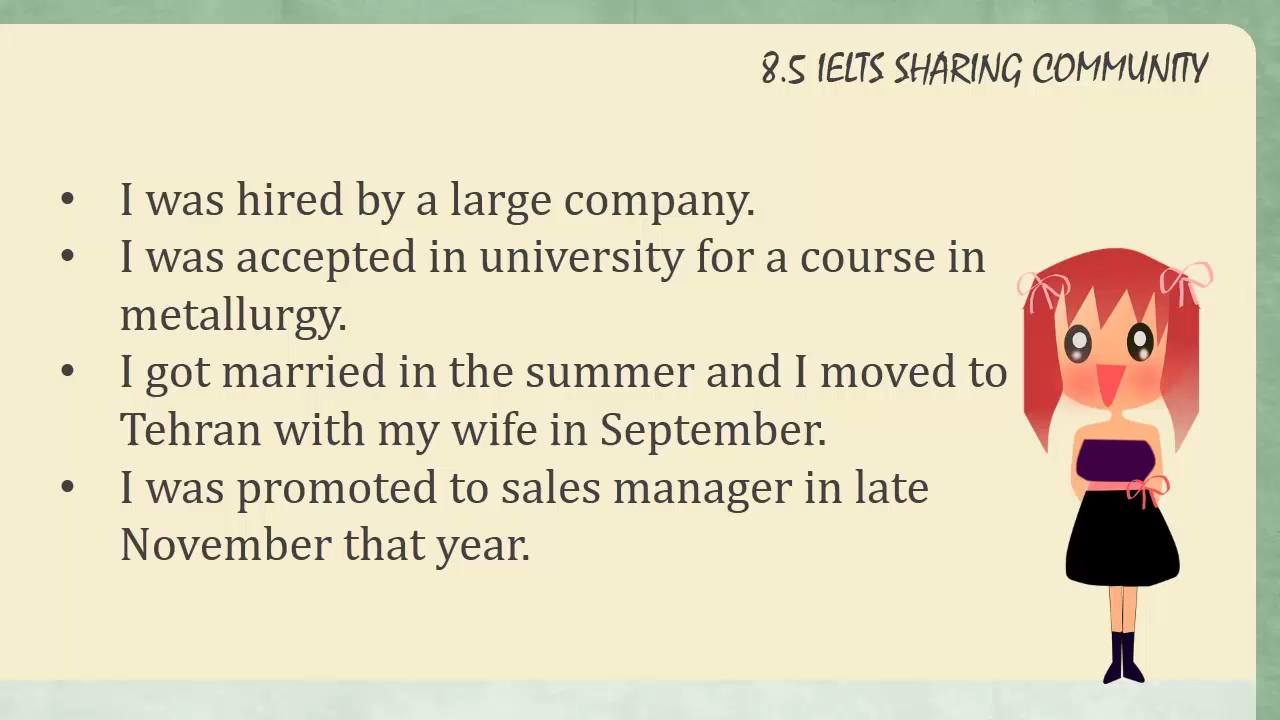 8.5 IELTS SHARING COMMUNITY
• I was hired by a large company.
• I was accepted in university for a course in
metallurgy.
• I got married in the summer and I moved to
Tehran with my wife in September.
• I was promoted to sales manager in late
November that year.